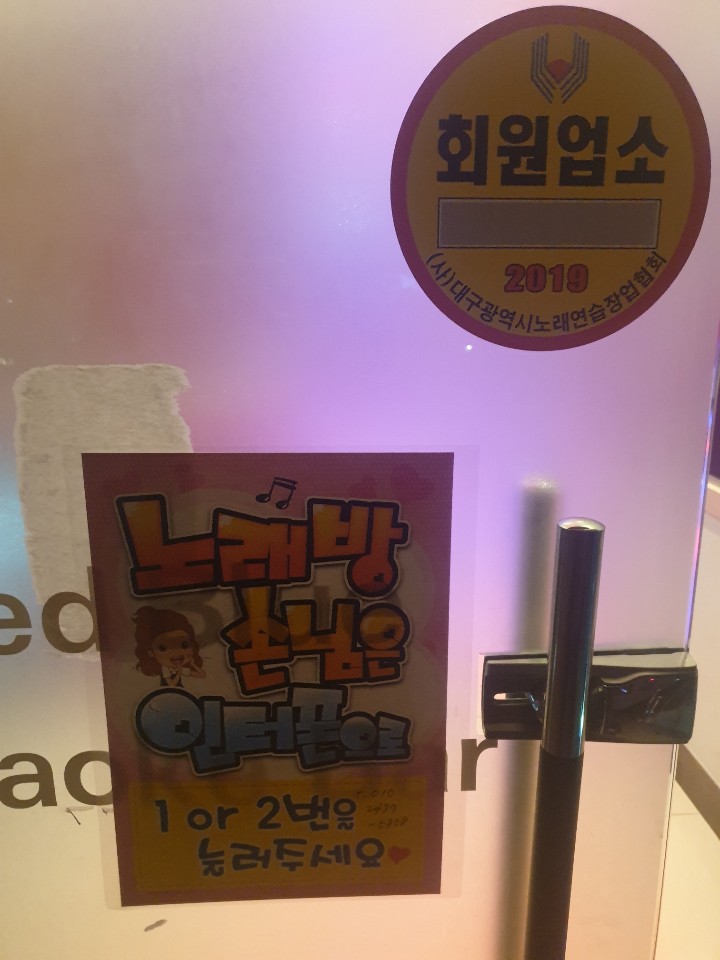 회원업소
2019
(사)대구광역시노래연습장업협회
노래방
손님은
인터폰으로
1 or 2번을
눌러주세요
ed